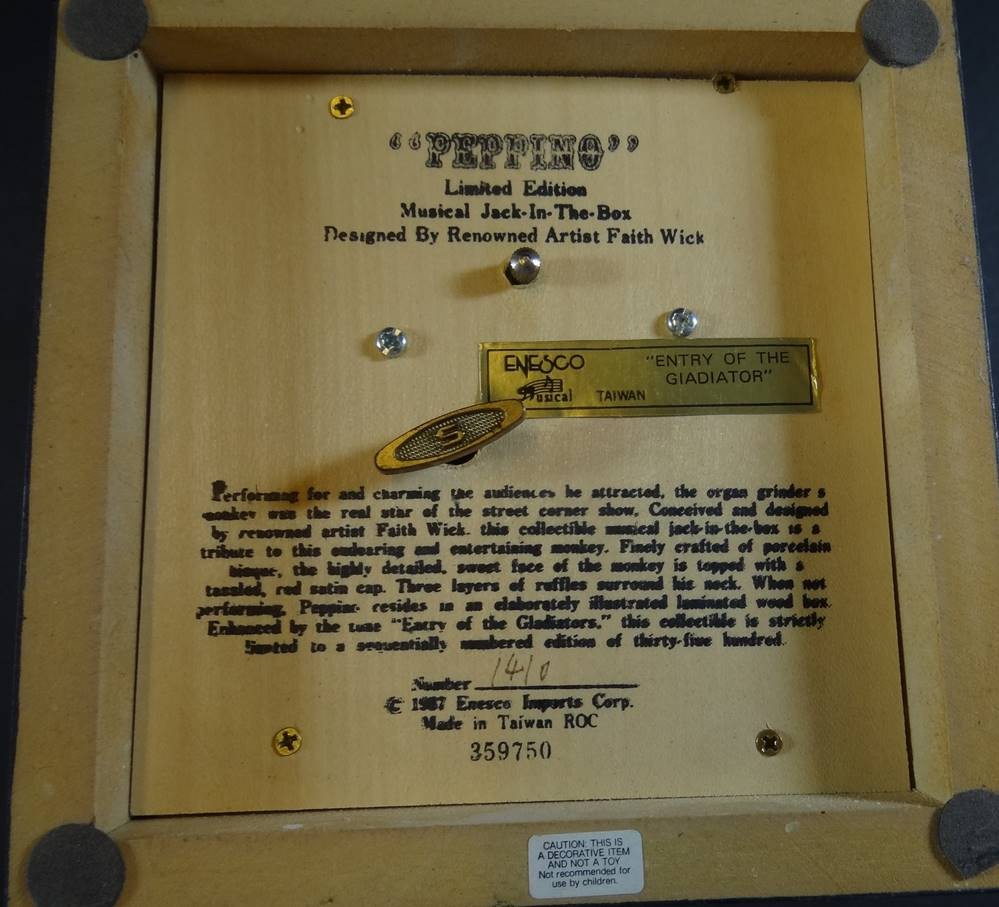 “PEPPINO”
Limited Edition
Musical Jack-In-The-Box
Designed By Renowned Artist Faith Wick
ENESCO
Musical TAIWAN
"ENTRY OF THE
GIADIATOR"
S
Performing for and charming the audiences he attracted, the organ grinder s
monkey was the real star of the street corner show. Conceived and designed
by renowned artist Faith Wick, this collectible musical jack-in-the-box is a
tribute to this endearing and entertaining monkey. Finely crafted of porcelain
bisque, the highly detailed, sweet face of the monkey is topped with a
tassled, red satin cap. Three layers of ruffles surround his neck. When not
performing, Peppino resides in an elaborately illustrated laminated wood box.
Enhanced by the tune “Entry of the Gladiators,” this collectible is strictly
limited to a sequentially numbered edition of thirty-five hundred.
Number 1410
© 1987 Enesco Imports Corp.
Made in Taiwan ROC
359750
CAUTION: THIS IS
A DECORATIVE ITEM
AND NOT A TOY
Not recommended for
use by children.